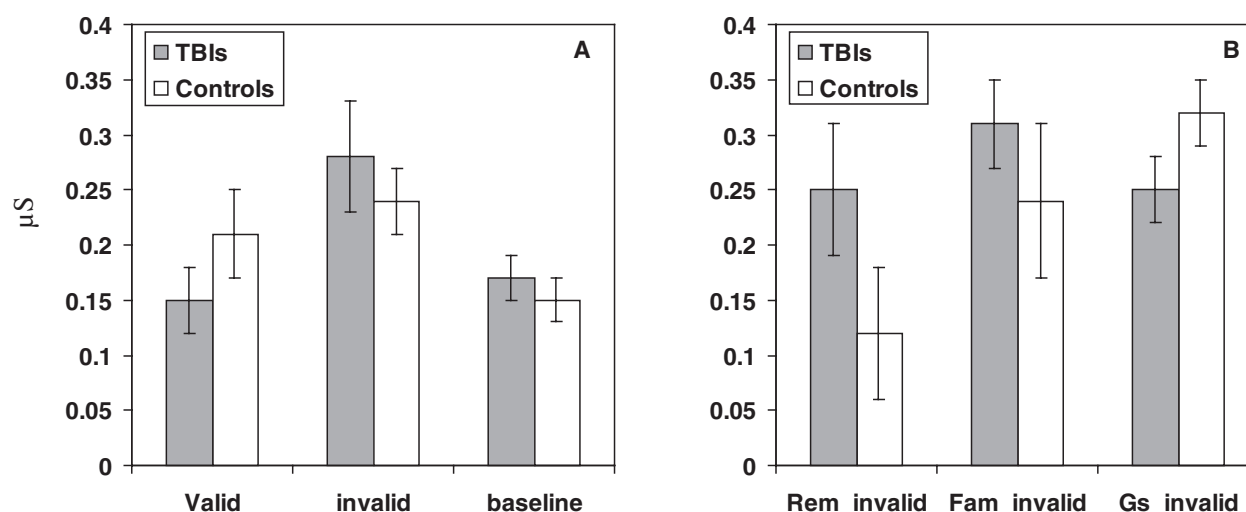 0.4
0.35
0.3
0.25
0.2
0.15
0.1
0.05
0
µS
TBIs
Controls
A
Valid invalid baseline
0.4
0.35
0.3
0.25
0.2
0.15
0.1
0.05
0
TBIs
Controls
B
Rem invalid Fam invalid Gs invalid